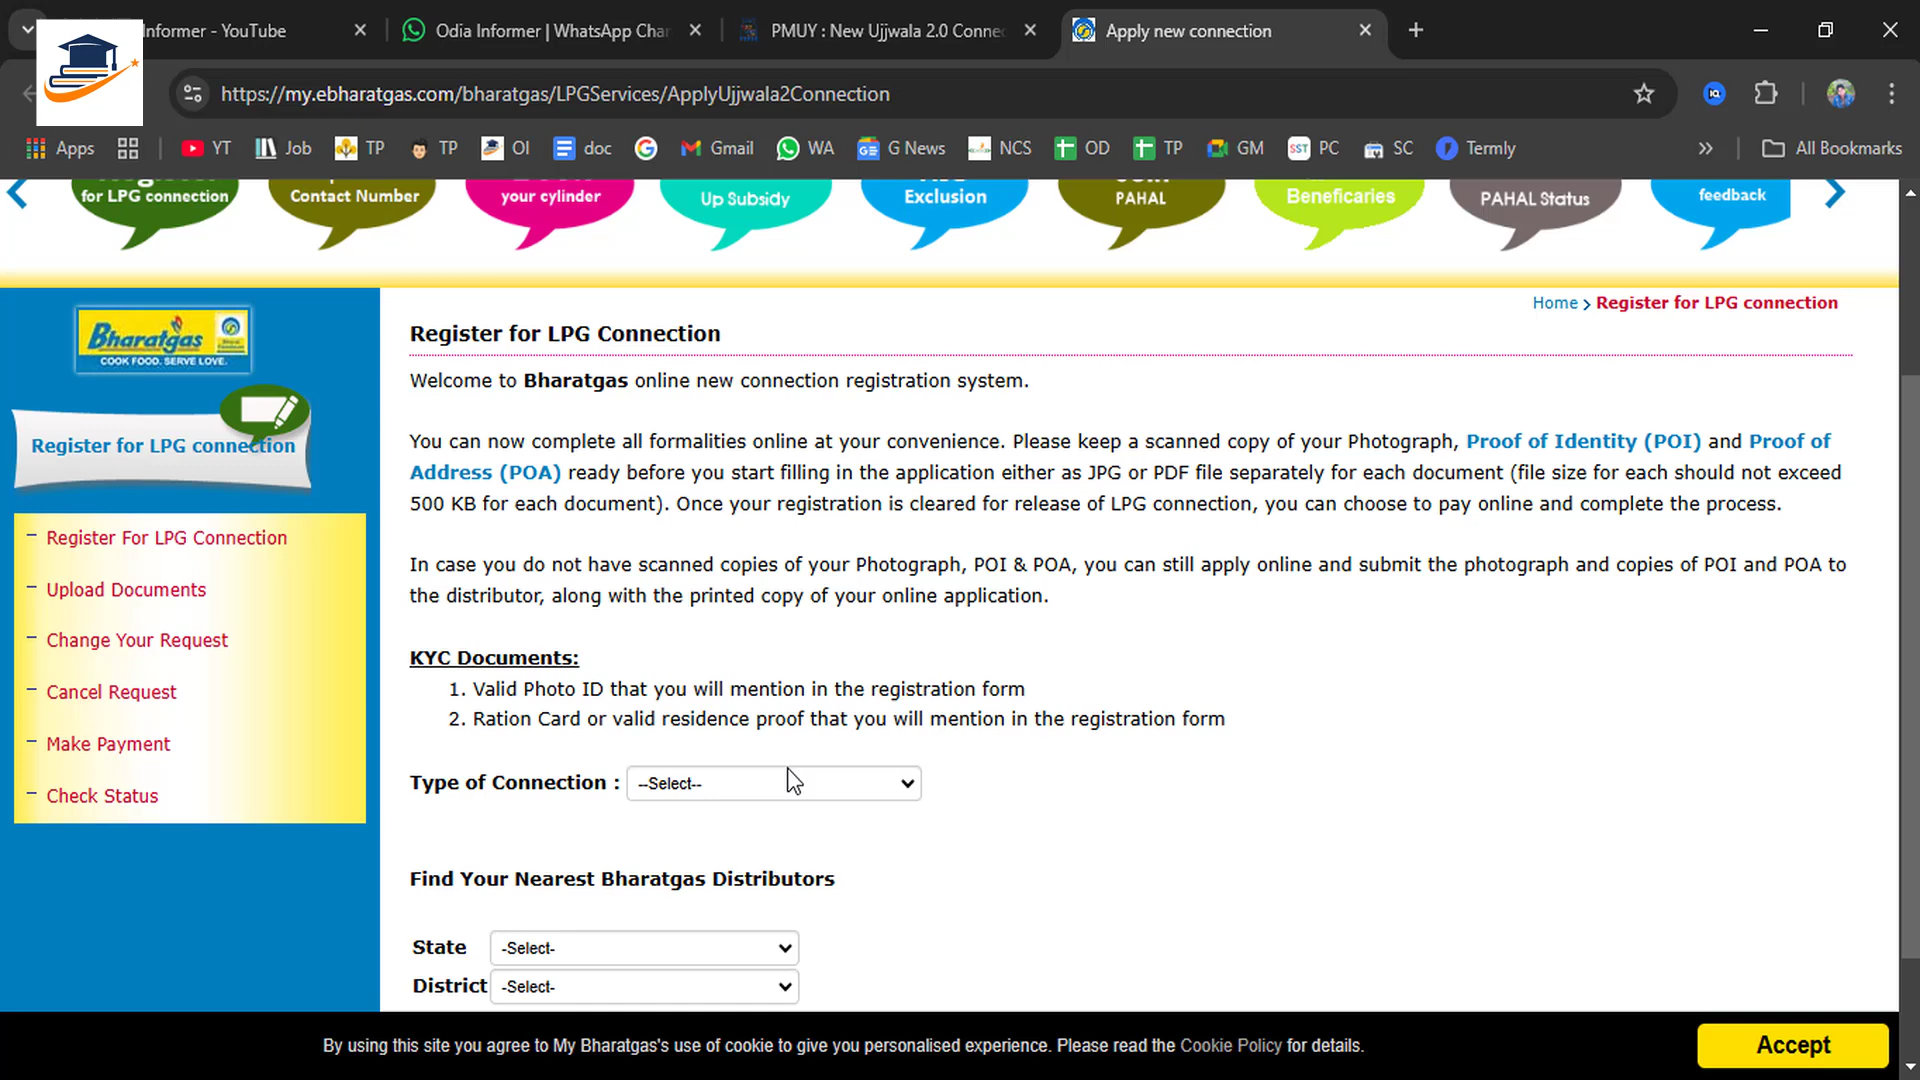 Informer - YouTube
Odia Informer | WhatsApp Char
PMUY : New Ujjwala 2.0 Connec
Apply new connection
https://my.ebharatgas.com/bharatgas/LPGServices/ApplyUjjwala2Connection
Apps YT Job TP TP OI doc Gmail WA G News NCS OD TP GM PC SC Termly » All Bookmarks
for LPG connection
Contact Number
your cylinder
Up Subsidy
Exclusion
PAHAL
Beneficiaries
PAHAL Status
feedback
Home > Register for LPG connection
Bharatgas
COOK FOOD. SERVE LOVE.
Register for LPG connection
Register For LPG Connection
Upload Documents
Change Your Request
Cancel Request
Make Payment
Check Status
Register for LPG Connection
Welcome to Bharatgas online new connection registration system.
You can now complete all formalities online at your convenience. Please keep a scanned copy of your Photograph, Proof of Identity (POI) and Proof of
Address (POA) ready before you start filling in the application either as JPG or PDF file separately for each document (file size for each should not exceed
500 KB for each document). Once your registration is cleared for release of LPG connection, you can choose to pay online and complete the process.
In case you do not have scanned copies of your Photograph, POI & POA, you can still apply online and submit the photograph and copies of POI and POA to
the distributor, along with the printed copy of your online application.
KYC Documents:
1. Valid Photo ID that you will mention in the registration form
2. Ration Card or valid residence proof that you will mention in the registration form
Type of Connection : --Select--
Find Your Nearest Bharatgas Distributors
State -Select-
District -Select-
By using this site you agree to My Bharatgas's use of cookie to give you personalised experience. Please read the Cookie Policy for details.
Accept